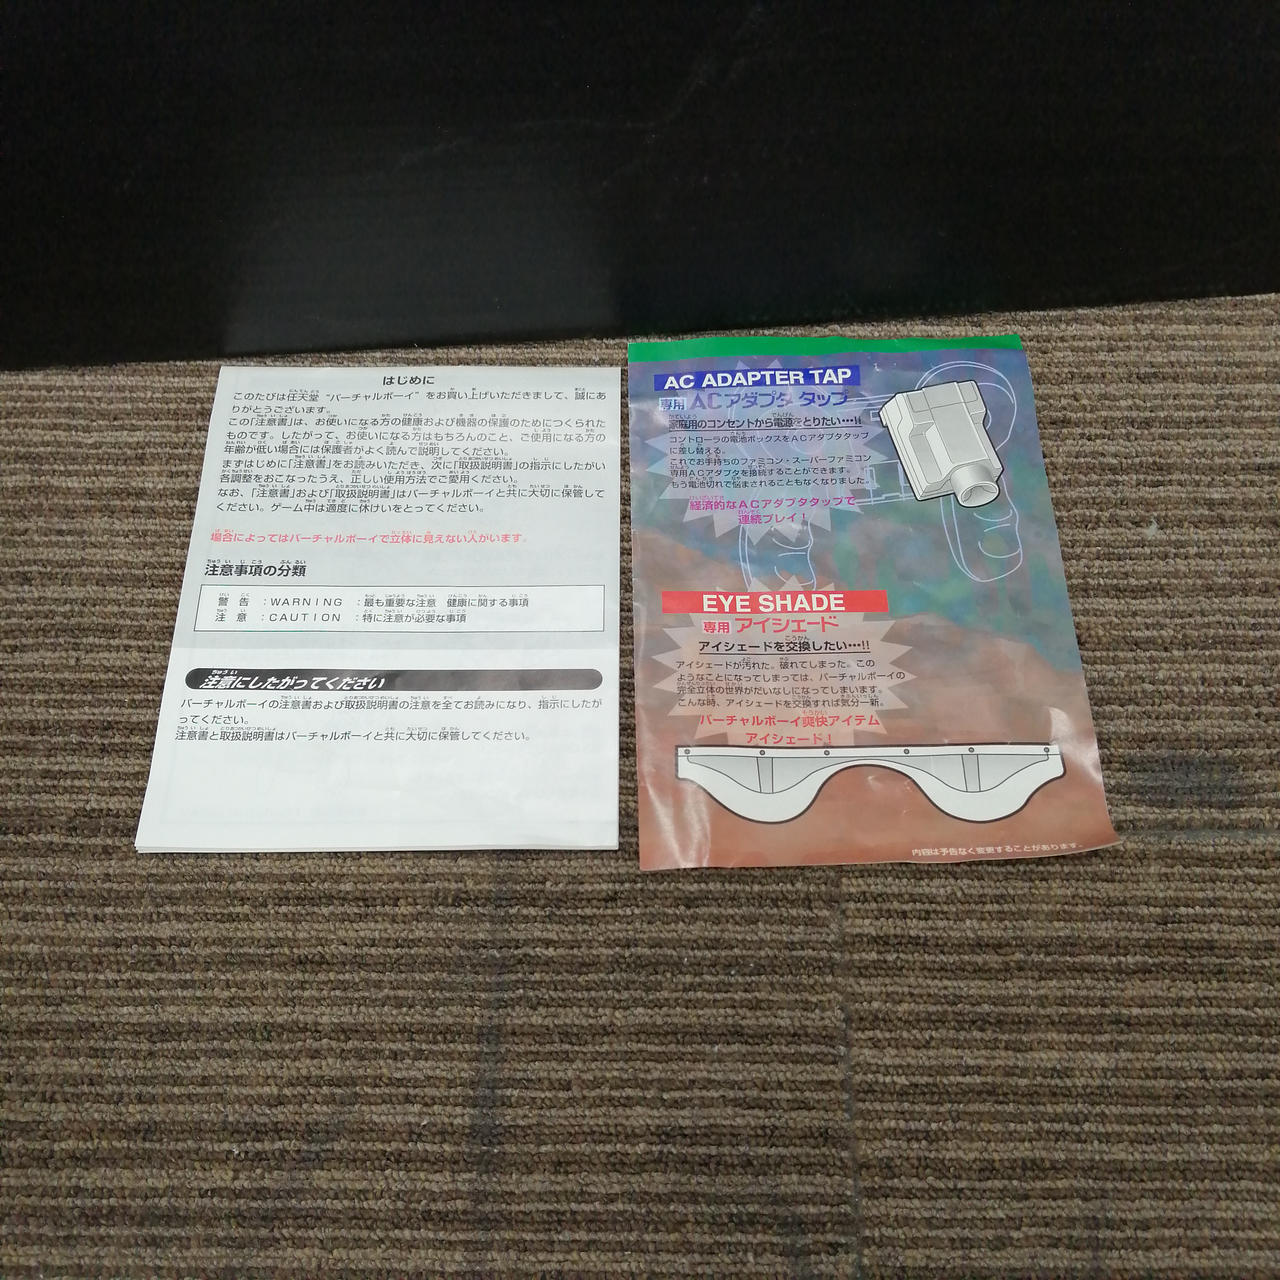 はじめに
このたびは任天堂“バーチャルボーイ”をお買い上げいただきまして、誠にあ
りがとうございます。
この「注意書」は、お使いになる方の健康および機器の保護のためにつくられた
ものです。したがって、お使いになる方はもちろんのこと、ご使用になる方の
年齢が低い場合には保護者がよく読んで説明してください。
まずはじめに「注意書」をお読みいただき、次に「取扱説明書」の指示にしたがい
各調整をおこなったうえ、正しい使用方法でご愛用ください。
なお、「注意書」および「取扱説明書」はバーチャルボーイと共に大切に保管して
ください。ゲーム中は適度に休けいをとってください。
場合によってはバーチャルボーイで立体に見えない人がいます。
注意事項の分類
警 告 :WARNING :最も重要な注意 健康に関する事項
注 意 :CAUTION :特に注意が必要な事項
注意にしたがってください
バーチャルボーイの注意書および取扱説明書の注意を全てお読みになり、指示にしたが
ってください。
注意書と取扱説明書はバーチャルボーイと共に大切に保管してください。
AC ADAPTER TAP
専用 ACアダプタ タップ
家庭用のコンセントから電源をとりたい…!!
コントローラの電池ボックスをACアダプタタップ
に差し替える。
これでお手持ちのファミコン・スーパーファミコン
専用ACアダプタを接続することができます。
もう電池切れで悩まされることもなくなりました。
経済的なACアダプタタップで
連続プレイ!
EYE SHADE
専用 アイシェード
アイシェードを交換したい…!!
アイシェードが汚れた。破れてしまった。この
ようなことになってしまっては、バーチャルボーイの
完全立体の世界がだいなしになってしまいます。
こんな時、アイシェードを交換すれば気分一新。
バーチャルボーイ爽快アイテム
アイシェード!
内容は予告なく変更することがあります。